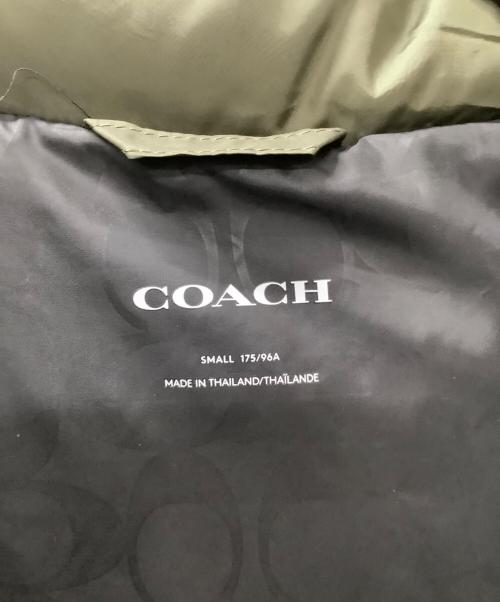 COACH
SMALL 175/96A
MADE IN THAILAND/THAÏLANDE